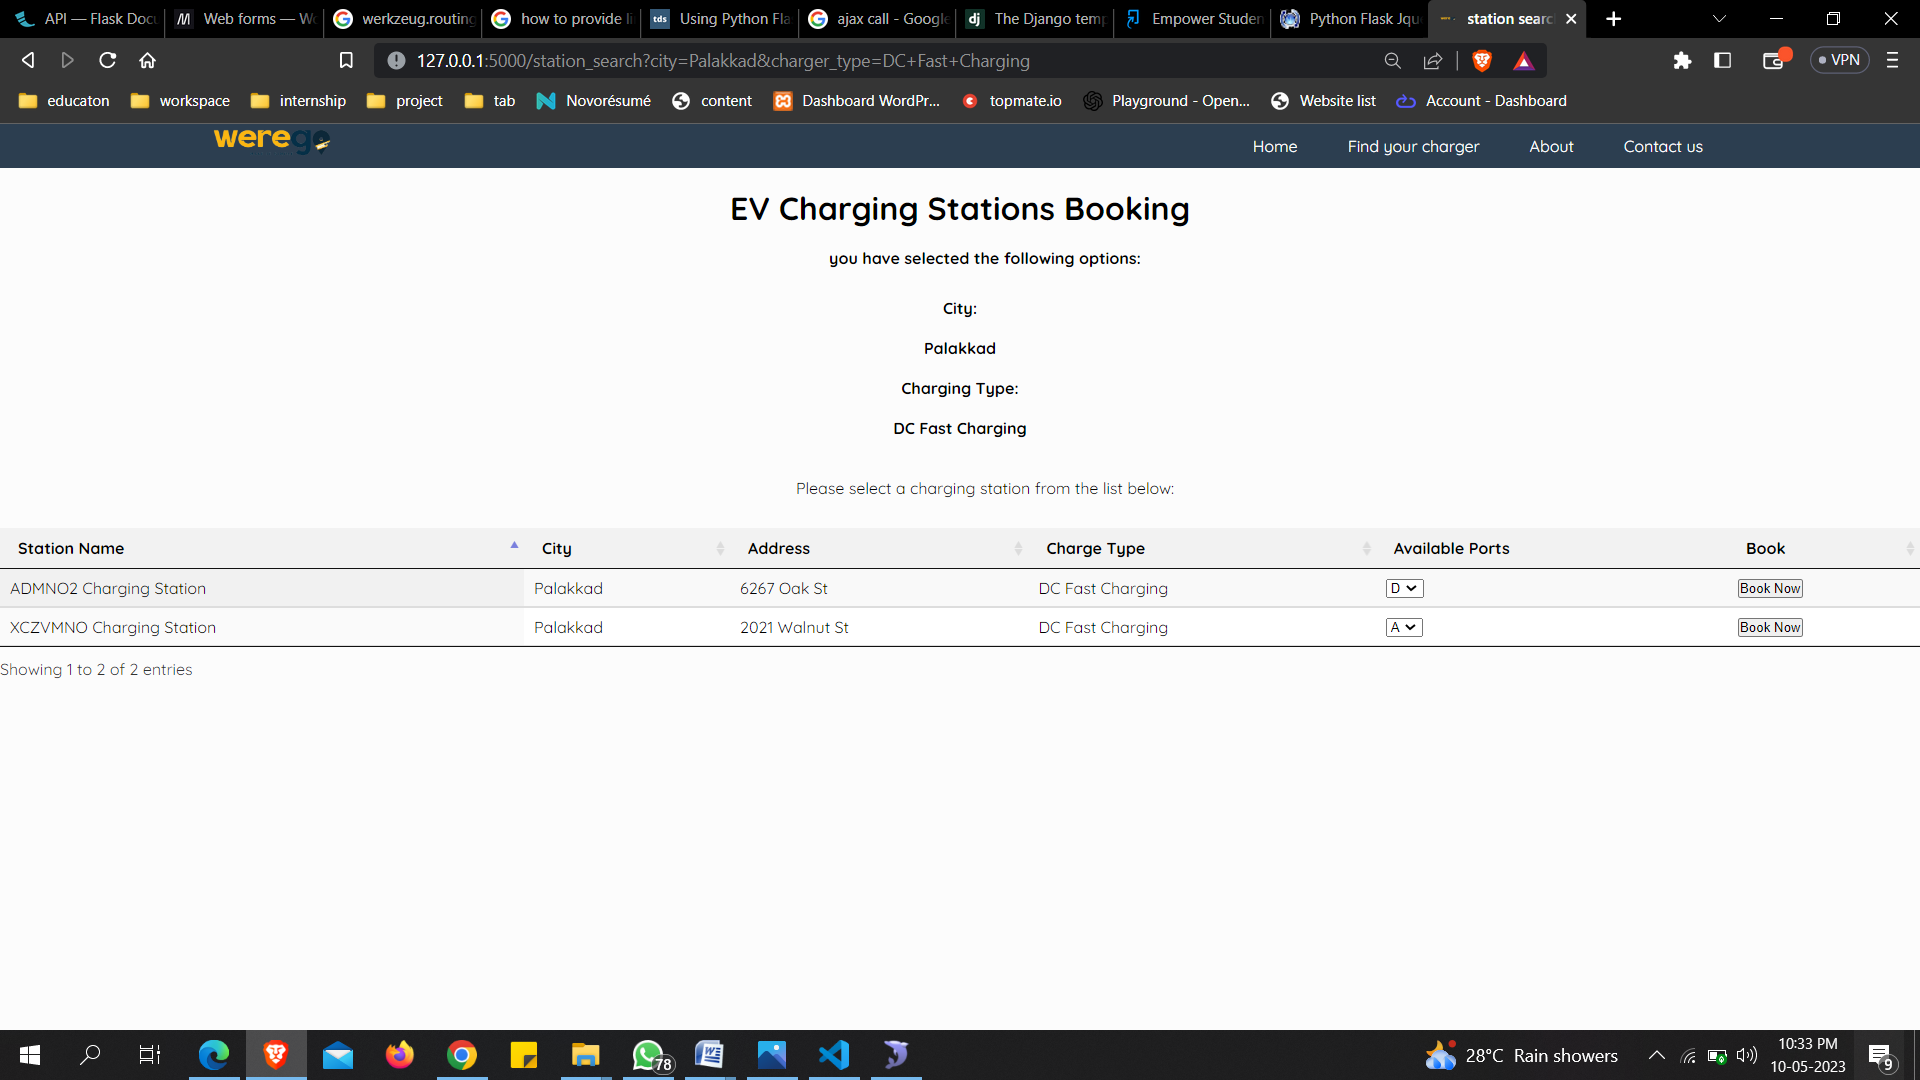 API — Flask Docu
Web forms — Wo
werkzeug.routing
how to provide li
tds
Using Python Fla
ajax call - Google
dj
The Django temp
Empower Studen
Python Flask Jqu
station searc
127.0.0.1:5000/station_search?city=Palakkad&charger_type=DC+Fast+Charging
VPN
educaton
workspace
internship
project
tab
Novorésumé
content
Dashboard WordPr...
topmate.io
Playground - Open...
Website list
Account - Dashboard
werego
Home
Find your charger
About
Contact us
EV Charging Stations Booking
you have selected the following options:
City:
Palakkad
Charging Type:
DC Fast Charging
Please select a charging station from the list below:
Station Name City Address Charge Type Available Ports Book
ADMNO2 Charging Station Palakkad 6267 Oak St DC Fast Charging D Book Now
XCZVMNO Charging Station Palakkad 2021 Walnut St DC Fast Charging A Book Now
Showing 1 to 2 of 2 entries
78
28°C Rain showers
10:33 PM
10-05-2023
9